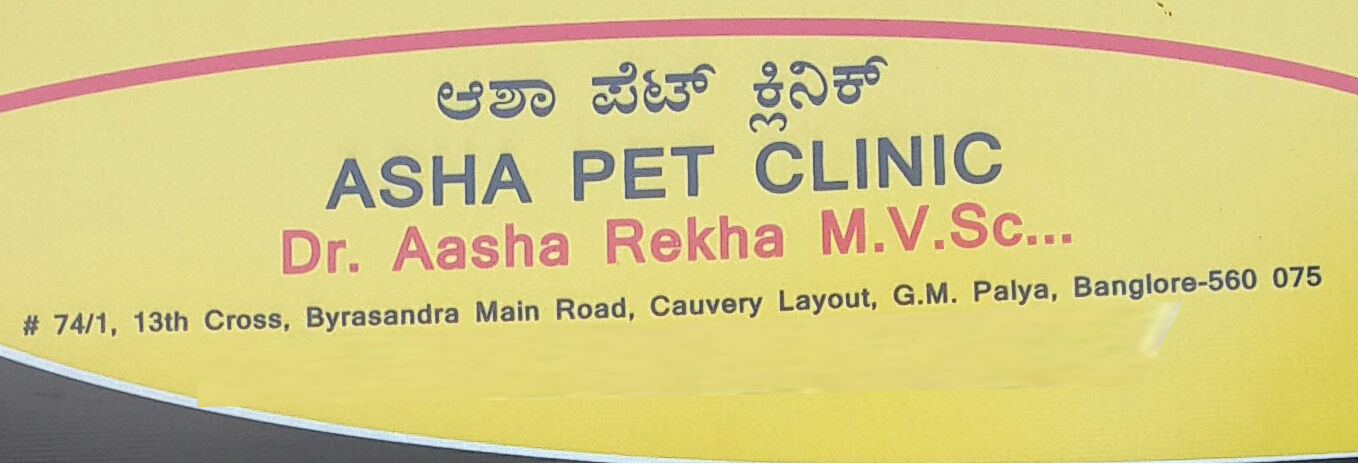 ಆಶಾ ಪೆಟ್ ಕ್ಲಿನಿಕ್
ASHA PET CLINIC
Dr. Aasha Rekha M.V.Sc...
# 74/1, 13th Cross, Byrasandra Main Road, Cauvery Layout, G.M. Palya, Banglore-560 075